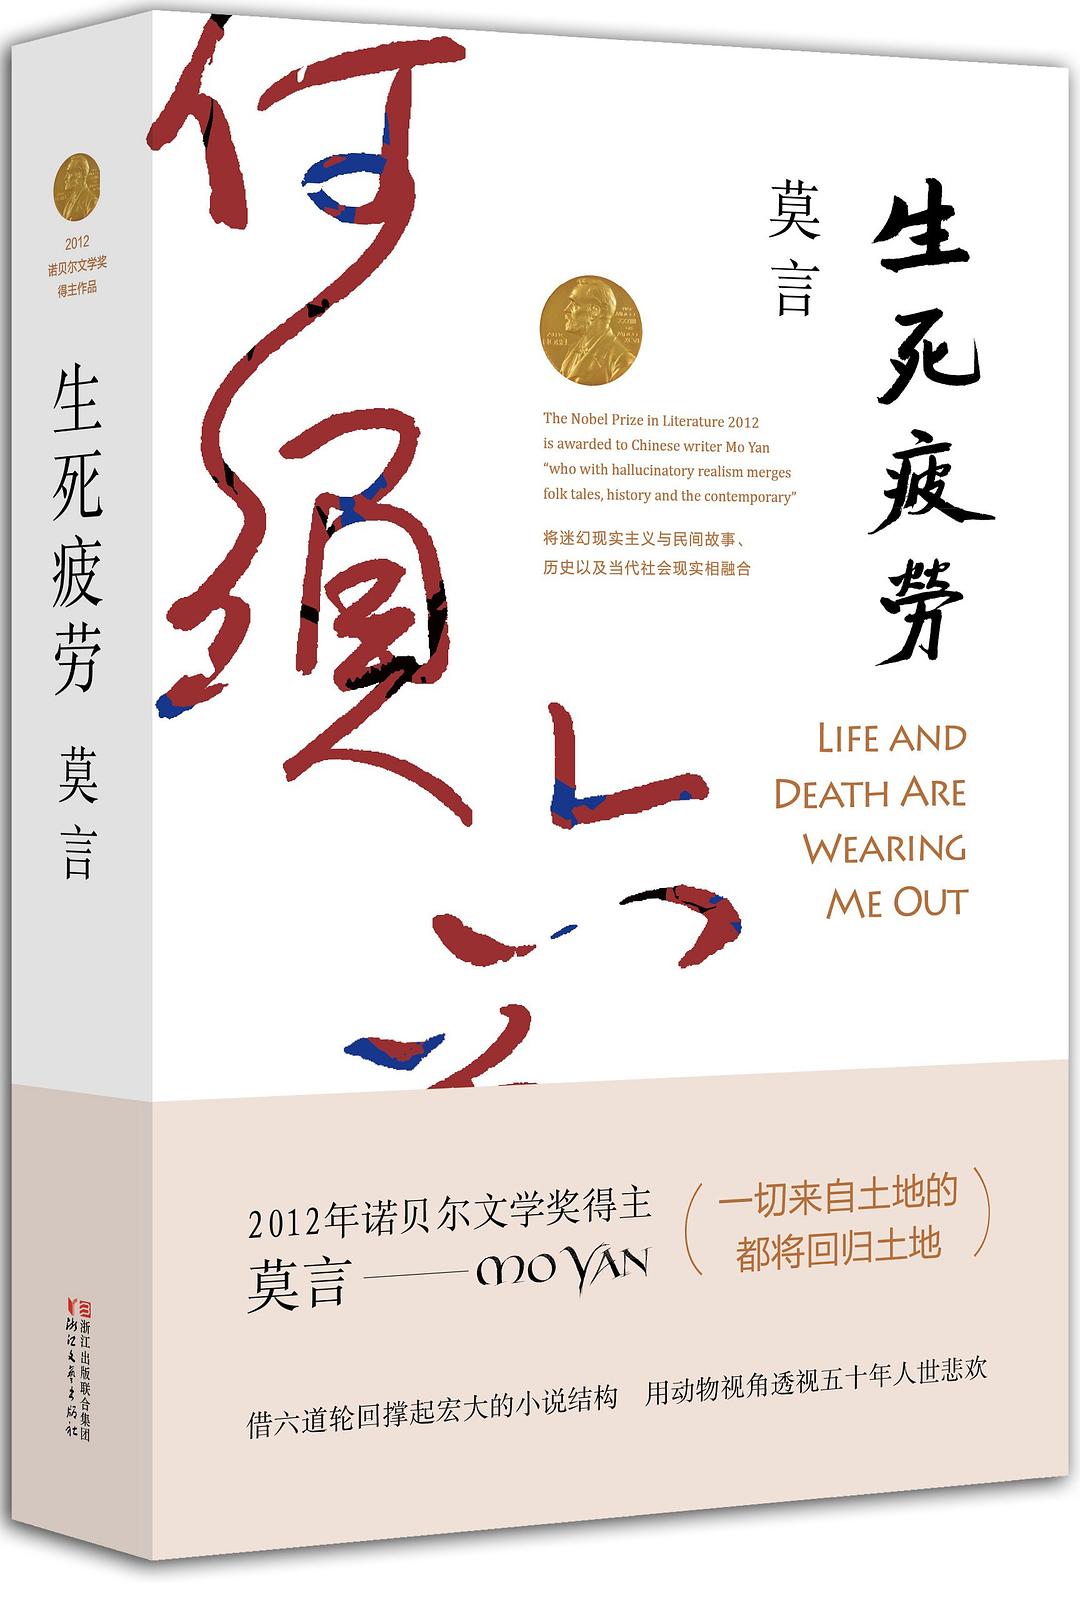 2012
诺贝尔文学奖
得主作品
生死疲劳
莫言
浙江出版联合集团
浙江文艺出版社
何须
生死疲勞
莫言
The Nobel Prize in Literature 2012
is awarded to Chinese writer Mo Yan
“who with hallucinatory realism merges
folk tales, history and the contemporary”
将迷幻现实主义与民间故事、
历史以及当代社会现实相融合
LIFE AND
DEATH ARE
WEARING
ME OUT
2012年诺贝尔文学奖得主
莫言——MO YAN
一切来自土地的
都将回归土地
借六道轮回撑起宏大的小说结构 用动物视角透视五十年人世悲欢